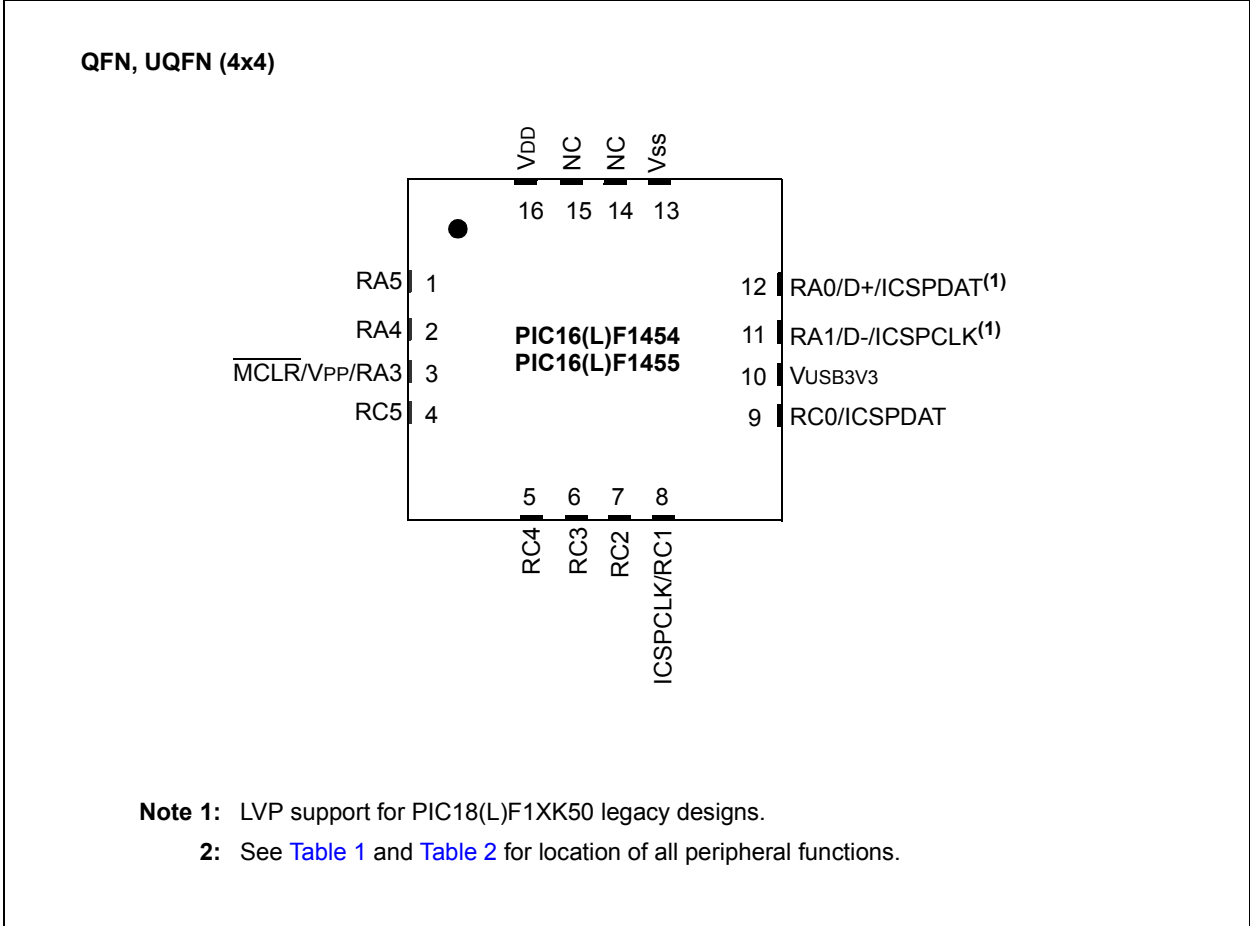 QFN, UQFN (4x4)
VDD
NC
NC
Vss
16 15 14 13
RA5 1
RA4 2
MCLR/VPP/RA3 3
RC5 4
PIC16(L)F1454
PIC16(L)F1455
12 RA0/D+/ICSPDAT(1)
11 RA1/D-/ICSPCLK(1)
10 VUSB3V3
9 RC0/ICSPDAT
5 6 7 8
RC4
RC3
RC2
ICSPCLK/RC1
Note 1: LVP support for PIC18(L)F1XK50 legacy designs.
2: See Table 1 and Table 2 for location of all peripheral functions.